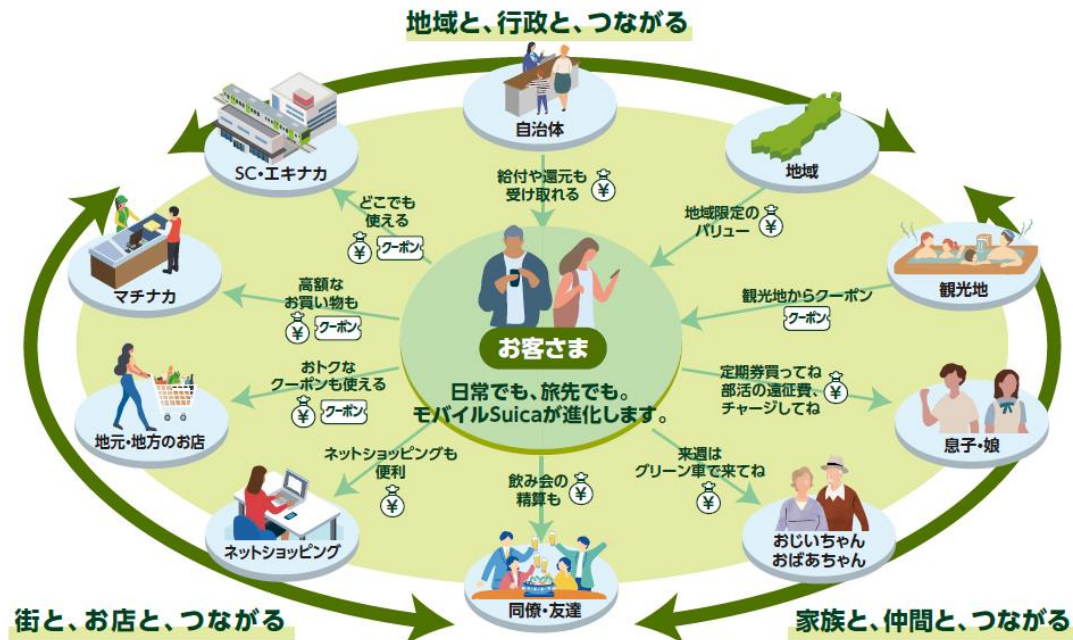 地域と、行政と、つながる
自治体
SC・エキナカ
地域
給付や還元も
受け取れる
¥
どこでも
使える
¥
クーポン
地域限定の
バリュー
¥
マチナカ
観光地
高額な
お買い物も
¥
クーポン
観光地からクーポン
クーポン
お客さま
日常でも、旅先でも。
モバイルSuicaが進化します。
おトクな
クーポンも使える
¥
クーポン
定期券買ってね
部活の遠征費、
チャージしてね
¥
地元・地方のお店
息子・娘
ネットショッピングも
便利
¥
飲み会の
精算も
¥
来週は
グリーン車で来てね
¥
ネットショッピング
おじいちゃん
おばあちゃん
同僚・友達
街と、お店と、つながる
家族と、仲間と、つながる